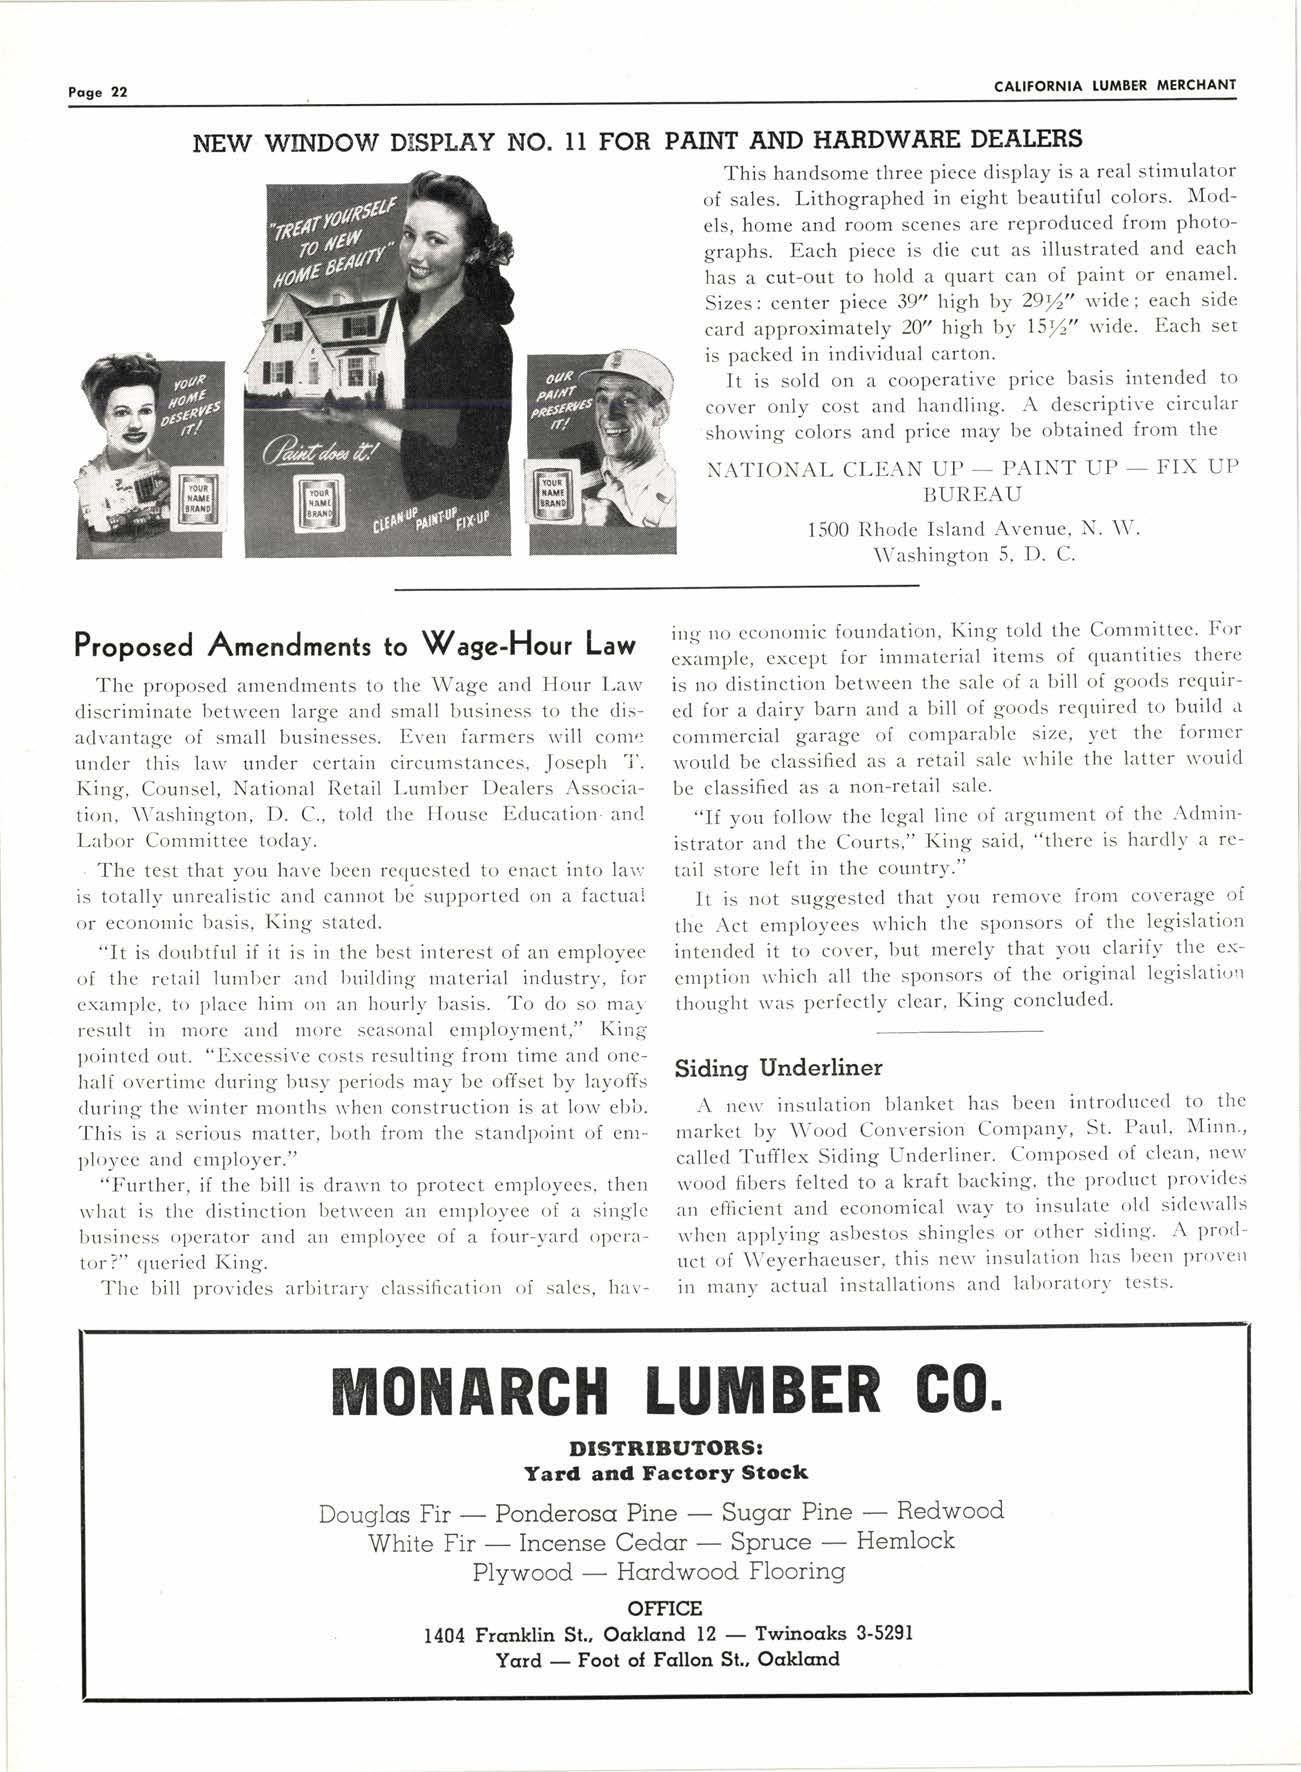 Page 22
CALIFORNIA LUMBER MERCHANT
NEW WINDOW DISPLAY NO. 11 FOR PAINT AND HARDWARE DEALERS
"TREAT YOURSELF
TO NEW
HOME BEAUTY"
YOUR
HOME
DESERVES
IT!
YOUR
NAME
BRAND
Paint does it!
YOUR
NAME
BRAND
CLEAN UP
PAINT-UP
FIX-UP
OUR
PAINT
PRESERVES
IT!
YOUR
NAME
BRAND
This handsome three piece display is a real stimulator
of sales. Lithographed in eight beautiful colors. Mod-
els, home and room scenes are reproduced from photo-
graphs. Each piece is die cut as illustrated and each
has a cut-out to hold a quart can of paint or enamel.
Sizes: center piece 39" high by 29½" wide; each side
card approximately 20" high by 15½" wide. Each set
is packed in individual carton.
It is sold on a cooperative price basis intended to
cover only cost and handling. A descriptive circular
showing colors and price may be obtained from the
NATIONAL CLEAN UP — PAINT UP — FIX UP
BUREAU
1500 Rhode Island Avenue, N. W.
Washington 5, D. C.
Proposed Amendments to Wage-Hour Law
The proposed amendments to the Wage and Hour Law
discriminate between large and small business to the dis-
advantage of small businesses. Even farmers will come
under this law under certain circumstances, Joseph T.
King, Counsel, National Retail Lumber Dealers Associa-
tion, Washington, D. C., told the House Education and
Labor Committee today.
The test that you have been requested to enact into law
is totally unrealistic and cannot be supported on a factual
or economic basis, King stated.
"It is doubtful if it is in the best interest of an employee
of the retail lumber and building material industry, for
example, to place him on an hourly basis. To do so may
result in more and more seasonal employment," King
pointed out. "Excessive costs resulting from time and one-
half overtime during busy periods may be offset by layoffs
during the winter months when construction is at low ebb.
This is a serious matter, both from the standpoint of em-
ployee and employer."
"Further, if the bill is drawn to protect employees, then
what is the distinction between an employee of a single
business operator and an employee of a four-yard opera-
tor?" queried King.
The bill provides arbitrary classification of sales, hav-
ing no economic foundation, King told the Committee. For
example, except for immaterial items of quantities there
is no distinction between the sale of a bill of goods requir-
ed for a dairy barn and a bill of goods required to build a
commercial garage of comparable size, yet the former
would be classified as a retail sale while the latter would
be classified as a non-retail sale.
"If you follow the legal line of argument of the Admin-
istrator and the Courts," King said, "there is hardly a re-
tail store left in the country."
It is not suggested that you remove from coverage of
the Act employees which the sponsors of the legislation
intended it to cover, but merely that you clarify the ex-
emption which all the sponsors of the original legislation
thought was perfectly clear, King concluded.
Siding Underliner
A new insulation blanket has been introduced to the
market by Wood Conversion Company, St. Paul, Minn.,
called Tufflex Siding Underliner. Composed of clean, new
wood fibers felted to a kraft backing, the product provides
an efficient and economical way to insulate old sidewalls
when applying asbestos shingles or other siding. A prod-
uct of Weyerhaeuser, this new insulation has been proven
in many actual installations and laboratory tests.
MONARCH LUMBER CO.
DISTRIBUTORS:
Yard and Factory Stock
Douglas Fir — Ponderosa Pine — Sugar Pine — Redwood
White Fir — Incense Cedar — Spruce — Hemlock
Plywood — Hardwood Flooring
OFFICE
1404 Franklin St., Oakland 12 — Twinoaks 3-5291
Yard — Foot of Fallon St., Oakland